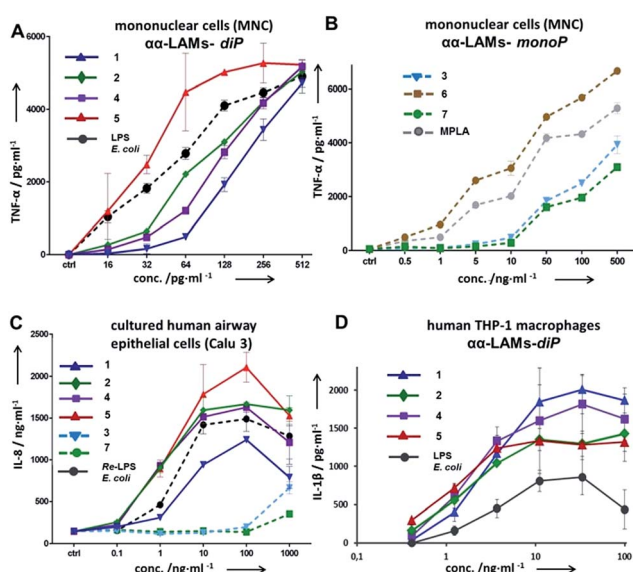 A
mononuclear cells (MNC)
αα-LAMs- diP
TNF-α / pg·ml -1
6000
4000
2000
0
1
2
4
5
LPS
E. coli
ctrl 16 32 64 128 256 512
conc. /pg·ml -1
B
mononuclear cells (MNC)
αα-LAMs- monoP
TNF-α / pg·ml -1
6000
4000
2000
0
3
6
7
MPLA
ctrl 0.5 1 5 10 50 100 500
conc. /ng·ml -1
C
cultured human airway
epithelial cells (Calu 3)
IL-8 / ng·ml -1
2500
2000
1500
1000
500
0
1
2
4
5
3
7
Re-LPS
E. coli
ctrl 0.1 1 10 100 1000
conc. /ng·ml -1
D
human THP-1 macrophages
αα-LAMs-diP
IL-1β / pg·ml -1
2000
1500
1000
500
0
1
2
4
5
LPS
E. coli
0,1 1 10 100
conc. /ng·ml -1